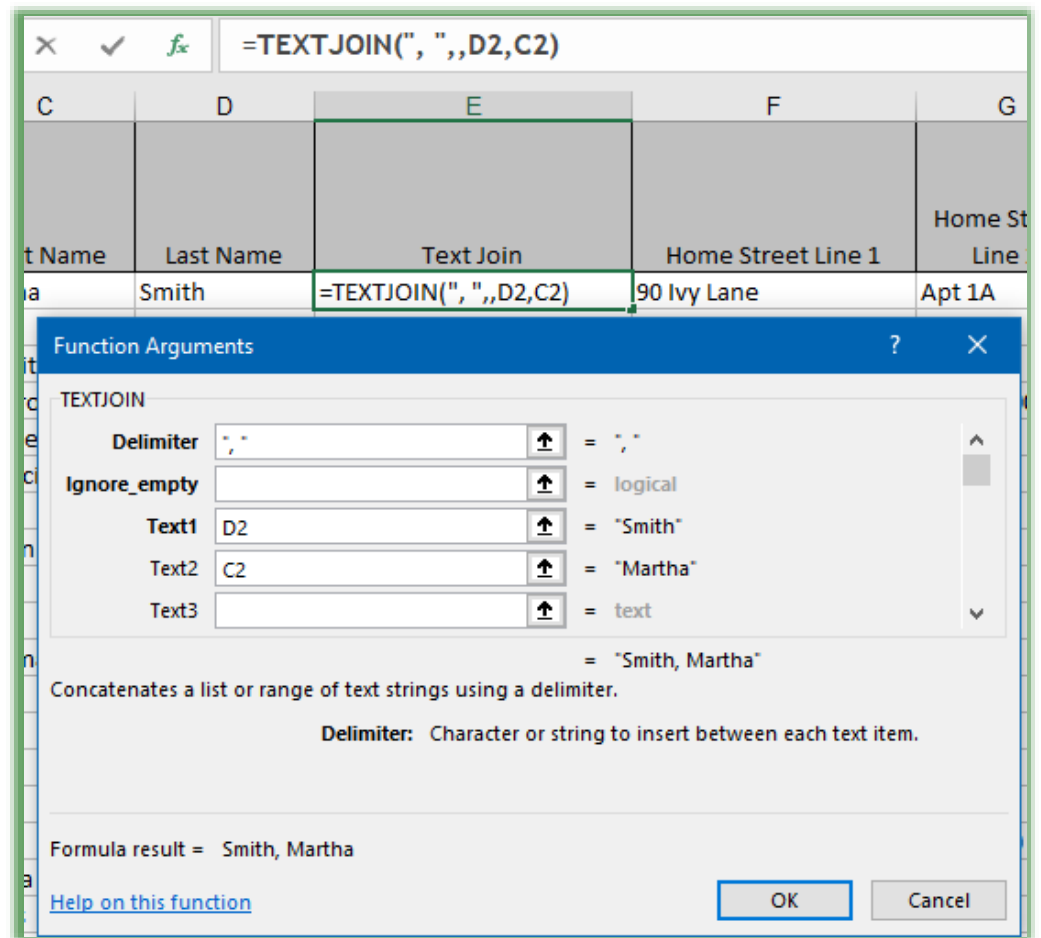 =TEXTJOIN(", ",,D2,C2)
C D E F G
t Name Last Name Text Join Home Street Line 1 Home St
Line
a Smith =TEXTJOIN(", ",,D2,C2) 90 Ivy Lane Apt 1A
Function Arguments ?
TEXTJOIN
Delimiter ", " = ", "
Ignore_empty = logical
Text1 D2 = "Smith"
Text2 C2 = "Martha"
Text3 = text
= "Smith, Martha"
Concatenates a list or range of text strings using a delimiter.
Delimiter: Character or string to insert between each text item.
Formula result = Smith, Martha
Help on this function OK Cancel